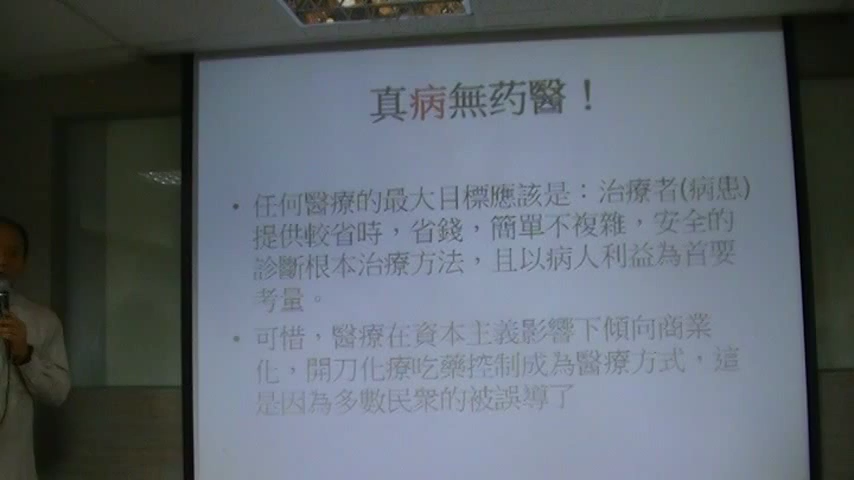 真病無药醫！
• 任何醫療的最大目標應該是：治療者(病患)
提供較省時，省錢，簡單不複雜，安全的
診斷根本治療方法，且以病人利益為首要
考量。
• 可惜，醫療在資本主義影響下傾向商業
化，開刀化療吃藥控制成為醫療方式，這
是因為多數民衆的被誤導了